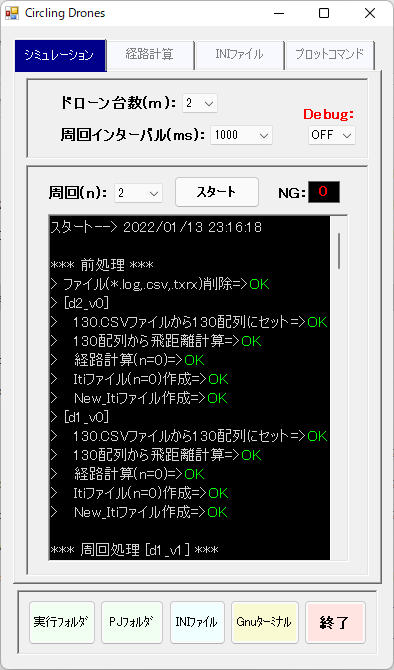 Circling Drones
シミュレーション 経路計算 INIファイル プロットコマンド
ドローン台数(m): 2
Debug:
周回インターバル(ms): 1000 OFF
周回(n): 2 スタート NG: 0
スタート--> 2022/01/13 23:16:18
*** 前処理 ***
> ファイル(*.log,.csv,.txrx)削除=>OK
> [d2_v0]
> 130.CSVファイルから130配列にセット=>OK
> 130配列から飛距離計算=>OK
> 経路計算(n=0)=>OK
> Itiファイル(n=0)作成=>OK
> New_Itiファイル作成=>OK
> [d1_v0]
> 130.CSVファイルから130配列にセット=>OK
> 130配列から飛距離計算=>OK
> 経路計算(n=0)=>OK
> Itiファイル(n=0)作成=>OK
> New_Itiファイル作成=>OK
*** 周回処理 [d1_v1] ***
実行フォルダ PJフォルダ INIファイル Gnuターミナル 終了